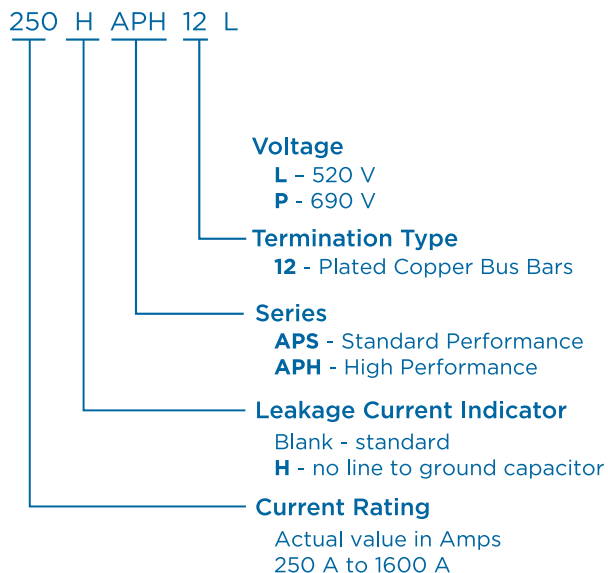 250 H APH 12 L
Voltage
L – 520 V
P - 690 V
Termination Type
12 - Plated Copper Bus Bars
Series
APS - Standard Performance
APH - High Performance
Leakage Current Indicator
Blank - standard
H - no line to ground capacitor
Current Rating
Actual value in Amps
250 A to 1600 A